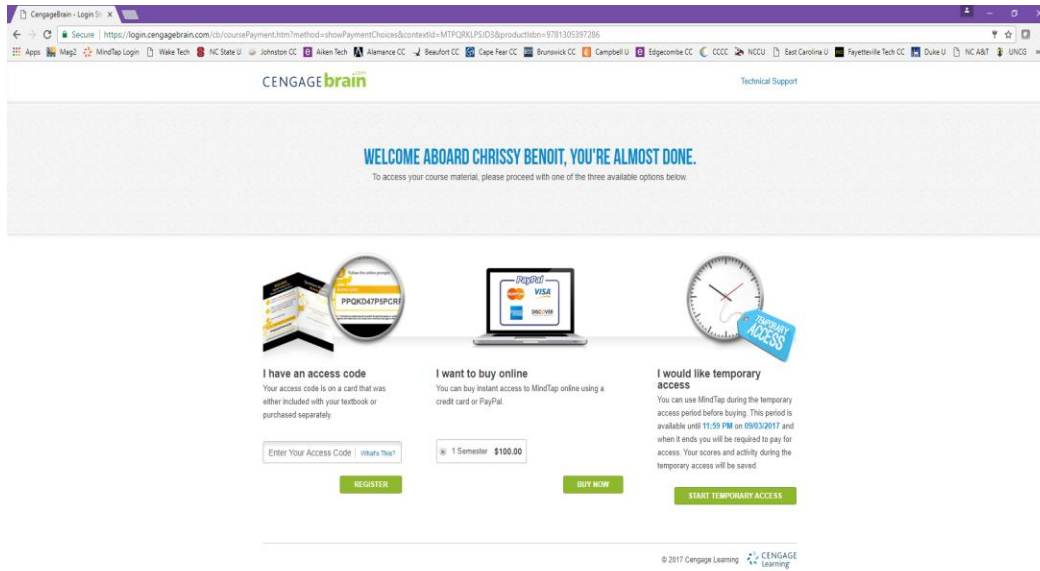 CengageBrain - Login St
Secure | https://login.cengagebrain.com/cb/coursePayment.htm?method=showPaymentChoices&contextId=MTPQRKLPSJD3&productIsbn=9781305397286
Apps Mag2 MindTap Login Wake Tech NC State U Johnston CC Aiken Tech Alamance CC Beaufort CC Cape Fear CC Brunswick CC Campbell U Edgecombe CC CCCC NCCU East Carolina U Fayetteville Tech CC Duke U NC A&T UNCG
CENGAGEbrain.com
Technical Support
WELCOME ABOARD CHRISSY BENOIT, YOU'RE ALMOST DONE.
To access your course material, please proceed with one of the three available options below.
Follow the online prompts
PPQKD47P5PCR
PayPal
VISA
DISCOVER
TEMPORARY
ACCESS
I have an access code
Your access code is on a card that was
either included with your textbook or
purchased separately.
Enter Your Access Code | What's This?
REGISTER
I want to buy online
You can buy instant access to MindTap online using a
credit card or PayPal.
1 Semester $100.00
BUY NOW
I would like temporary
access
You can use MindTap during the temporary
access period before buying. This period is
available until 11:59 PM on 09/03/2017 and
when it ends you will be required to pay for
access. Your scores and activity during the
temporary access will be saved.
START TEMPORARY ACCESS
© 2017 Cengage Learning
CENGAGE
Learning